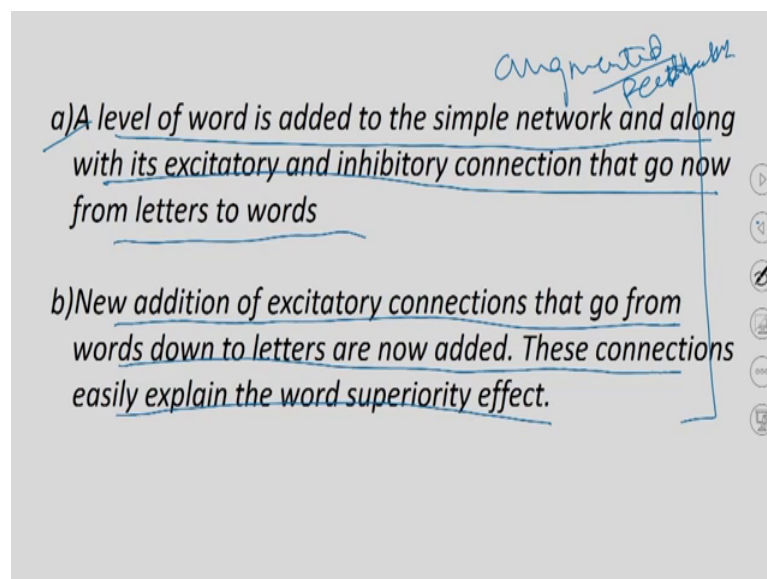 augmented
a)A level of word is added to the simple network and along
with its excitatory and inhibitory connection that go now
from letters to words
b)New addition of excitatory connections that go from
words down to letters are now added. These connections
easily explain the word superiority effect.